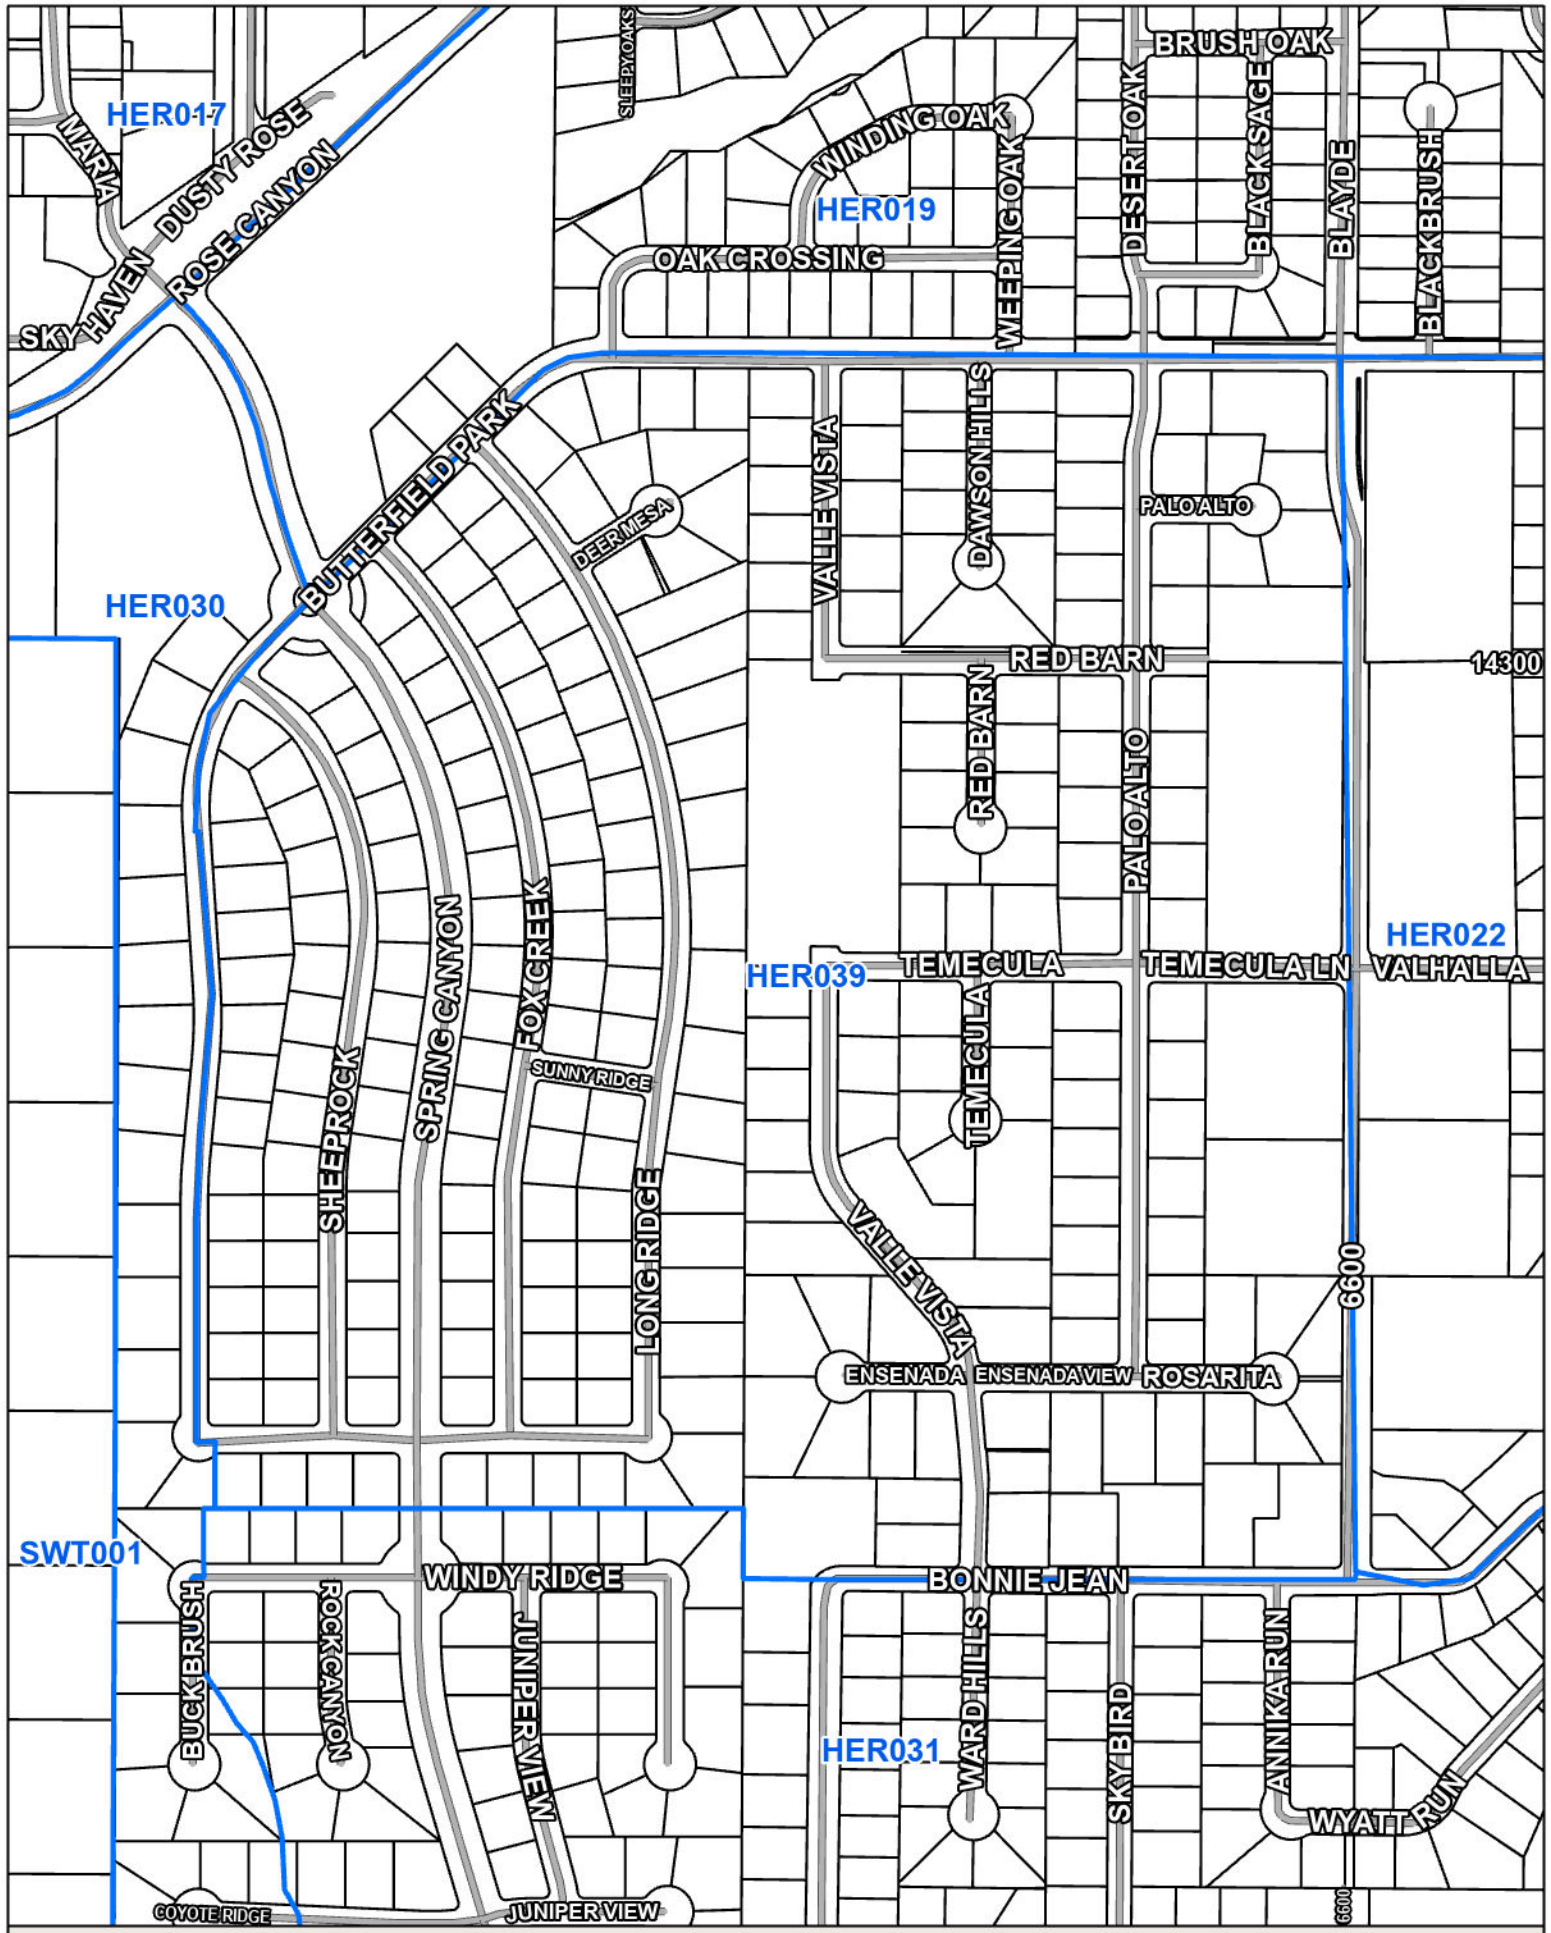 SLEEPY OAKS
BRUSH OAK
HER017
MARIA
DUSTY ROSE
ROSE CANYON
WINDING OAK
WEEPING OAK
DESERT OAK
BLACK SAGE
BLAYDE
BLACKBRUSH
HER019
OAK CROSSING
SKY HAVEN
BUTTERFIELD PARK
VALLE VISTA
DAWSON HILLS
DEER MESA
PALO ALTO
HER030
RED BARN
14300
RED BARN
PALO ALTO
HER022
HER039
TEMECULA
TEMECULA LN
VALHALLA
SPRING CANYON
FOXCREEK
TEMECULA
SHEEPROCK
SUNNY RIDGE
LONG RIDGE
VALLE VISTA
6600
ENSENADA
ENSENADA VIEW
ROSARITA
SWT001
WINDY RIDGE
BONNIE JEAN
BUCK BRUSH
ROCK CANYON
JUNIPER VIEW
WARD HILLS
SKY BIRD
ANNIKA RUN
HER031
WYATT RUN
COYOTE RIDGE
JUNIPER VIEW
6600